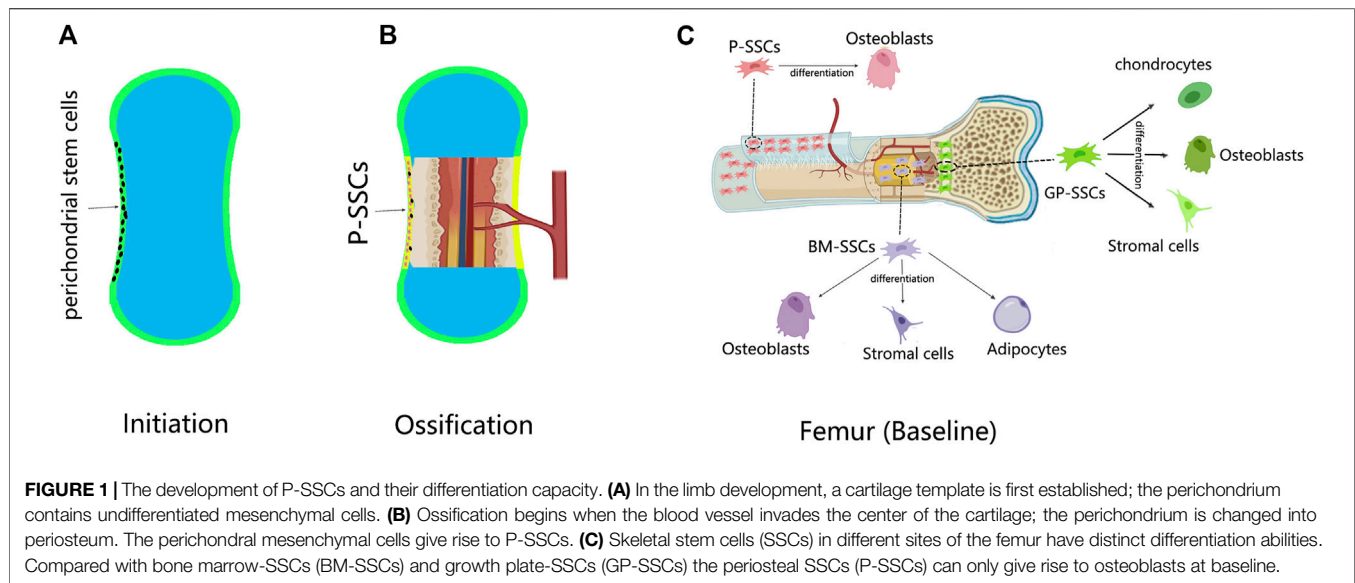 A
B
C
perichondrial stem cells
P-SSCs
P-SSCs
differentiation
Osteoblasts
chondrocytes
differentiation
Osteoblasts
GP-SSCs
Stromal cells
BM-SSCs
differentiation
Osteoblasts
Stromal cells
Adipocytes
Initiation
Ossification
Femur (Baseline)
FIGURE 1 | The development of P-SSCs and their differentiation capacity. (A) In the limb development, a cartilage template is first established; the perichondrium
contains undifferentiated mesenchymal cells. (B) Ossification begins when the blood vessel invades the center of the cartilage; the perichondrium is changed into
periosteum. The perichondral mesenchymal cells give rise to P-SSCs. (C) Skeletal stem cells (SSCs) in different sites of the femur have distinct differentiation abilities.
Compared with bone marrow-SSCs (BM-SSCs) and growth plate-SSCs (GP-SSCs) the periosteal SSCs (P-SSCs) can only give rise to osteoblasts at baseline.